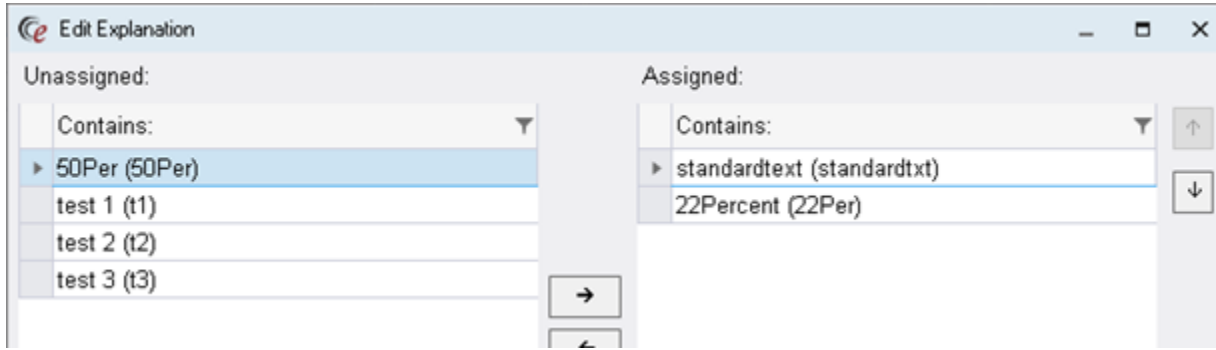 Edit Explanation
Unassigned:
Assigned:
Contains:
Contains:
50Per (50Per)
standardtext (standardtxt)
test 1 (t1)
22Percent (22Per)
test 2 (t2)
test 3 (t3)